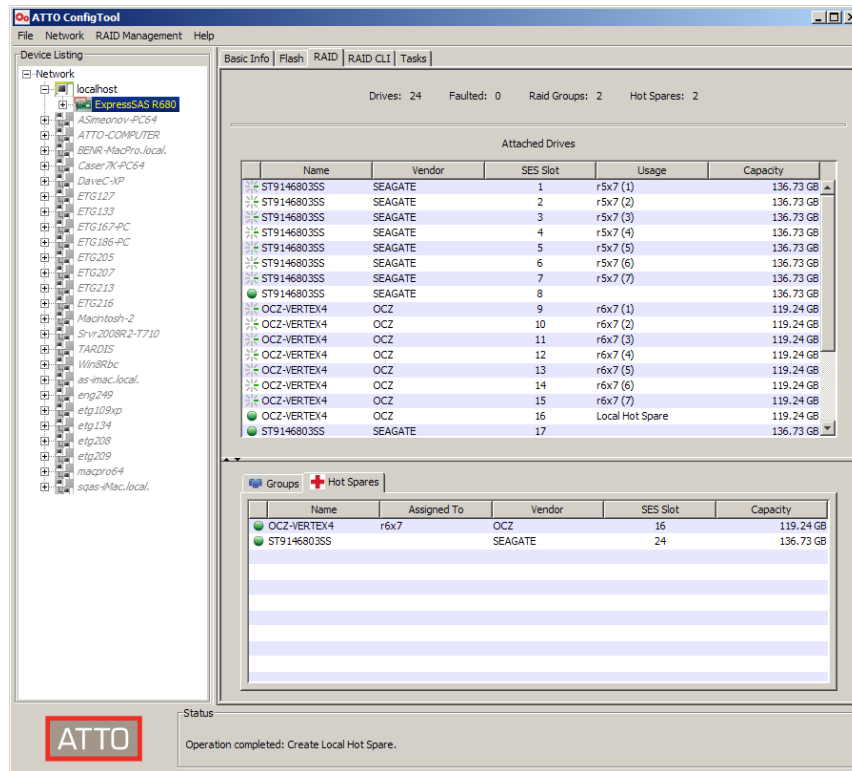 ATTO ConfigTool
File Network RAID Management Help
Device Listing
Network
localhost
ExpressSAS R680
ASimeonov-PC64
ATTO-COMPUTER
BENR-MacPro.local.
Caser7K-PC64
DaveC-XP
ETG127
ETG133
ETG167-PC
ETG186-PC
ETG205
ETG207
ETG213
ETG216
Macintosh-2
Srvr2008R2-T710
TARDIS
Win8Rbc
as-imac.local.
eng249
etg109xp
etg134
etg208
etg209
macpro64
sqas-iMac.local.
Basic Info Flash RAID RAID CLI Tasks
Drives: 24 Faulted: 0 Raid Groups: 2 Hot Spares: 2
Attached Drives
Name Vendor SES Slot Usage Capacity
ST9146803SS SEAGATE 1 r5x7 (1) 136.73 GB
ST9146803SS SEAGATE 2 r5x7 (2) 136.73 GB
ST9146803SS SEAGATE 3 r5x7 (3) 136.73 GB
ST9146803SS SEAGATE 4 r5x7 (4) 136.73 GB
ST9146803SS SEAGATE 5 r5x7 (5) 136.73 GB
ST9146803SS SEAGATE 6 r5x7 (6) 136.73 GB
ST9146803SS SEAGATE 7 r5x7 (7) 136.73 GB
ST9146803SS SEAGATE 8 136.73 GB
OCZ-VERTEX4 OCZ 9 r6x7 (1) 119.24 GB
OCZ-VERTEX4 OCZ 10 r6x7 (2) 119.24 GB
OCZ-VERTEX4 OCZ 11 r6x7 (3) 119.24 GB
OCZ-VERTEX4 OCZ 12 r6x7 (4) 119.24 GB
OCZ-VERTEX4 OCZ 13 r6x7 (5) 119.24 GB
OCZ-VERTEX4 OCZ 14 r6x7 (6) 119.24 GB
OCZ-VERTEX4 OCZ 15 r6x7 (7) 119.24 GB
OCZ-VERTEX4 OCZ 16 Local Hot Spare 119.24 GB
ST9146803SS SEAGATE 17 136.73 GB
Groups Hot Spares
Name Assigned To Vendor SES Slot Capacity
OCZ-VERTEX4 r6x7 OCZ 16 119.24 GB
ST9146803SS SEAGATE 24 136.73 GB
ATTO
Status
Operation completed: Create Local Hot Spare.